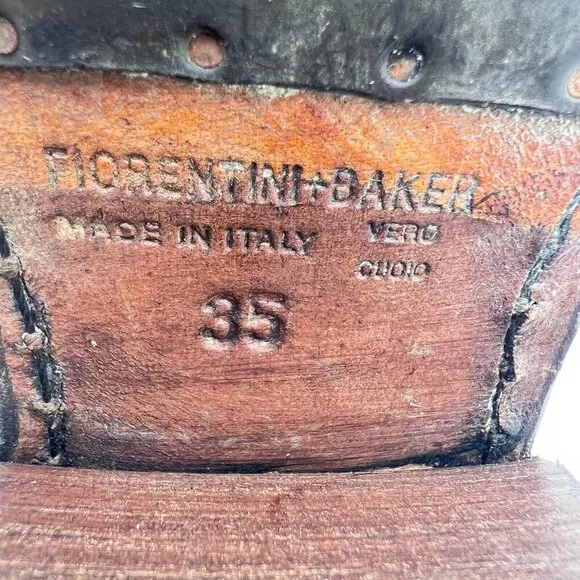 FIORENTINI+BAKER
MADE IN ITALY
VERO
CUOIO
35